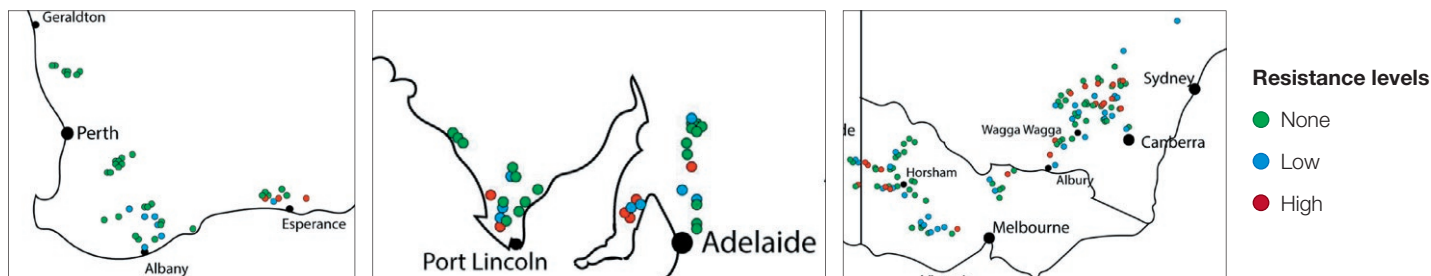 Geraldton
Perth
Esperance
Albany
Port Lincoln
Adelaide
de
Sydney
Wagga Wagga
Canberra
Horsham
Albury
Melbourne
Resistance levels
None
Low
High